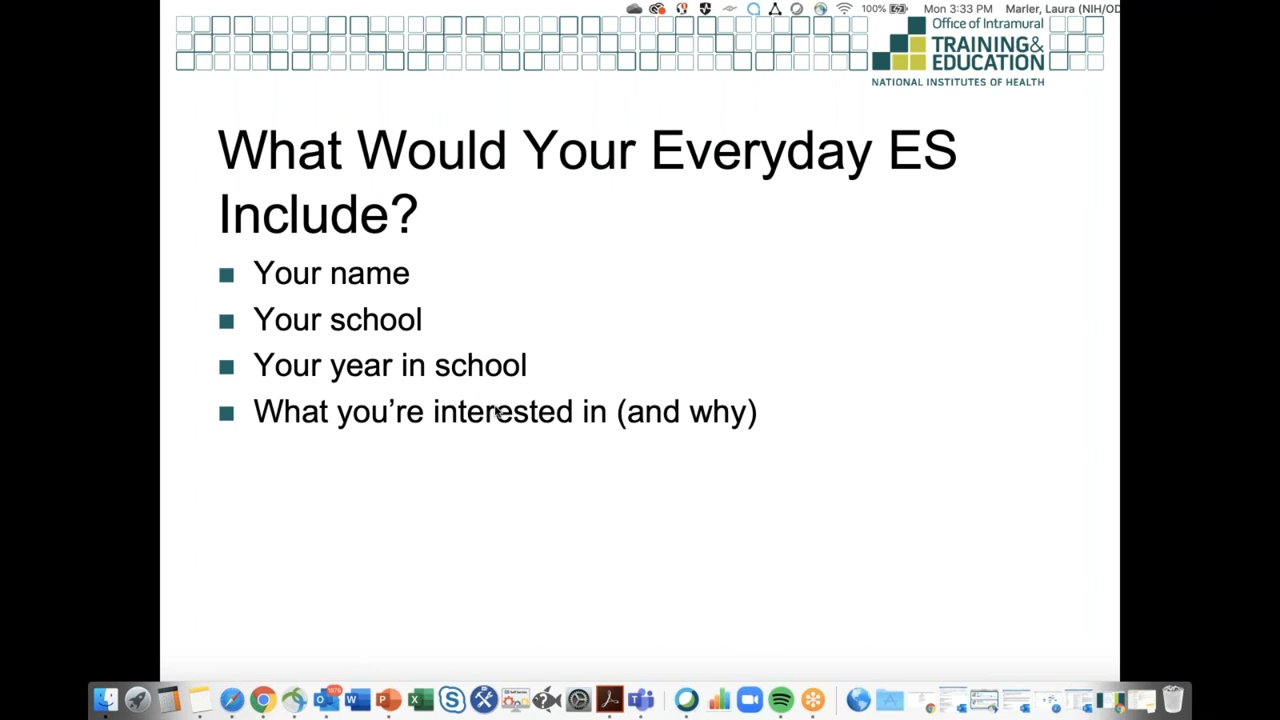 100%
Mon 3:33 PM
Marler, Laura (NIH/OD
Office of Intramural
TRAINING&
EDUCATION
NATIONAL INSTITUTES OF HEALTH
What Would Your Everyday ES
Include?
Your name
Your school
Your year in school
What you’re interested in (and why)